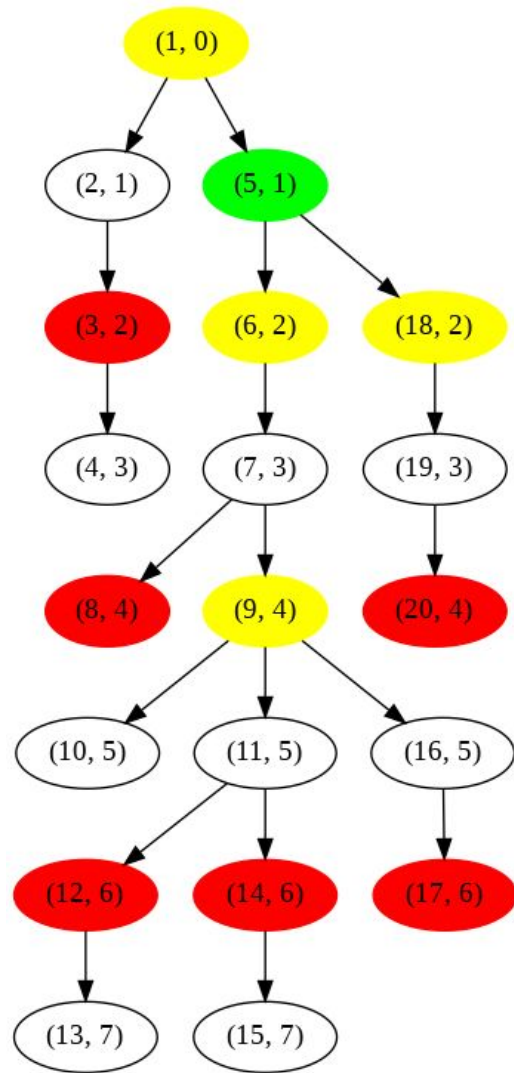 (1, 0)
(2, 1) (5, 1)
(3, 2) (6, 2) (18, 2)
(4, 3) (7, 3) (19, 3)
(8, 4) (9, 4) (20, 4)
(10, 5) (11, 5) (16, 5)
(12, 6) (14, 6) (17, 6)
(13, 7) (15, 7)